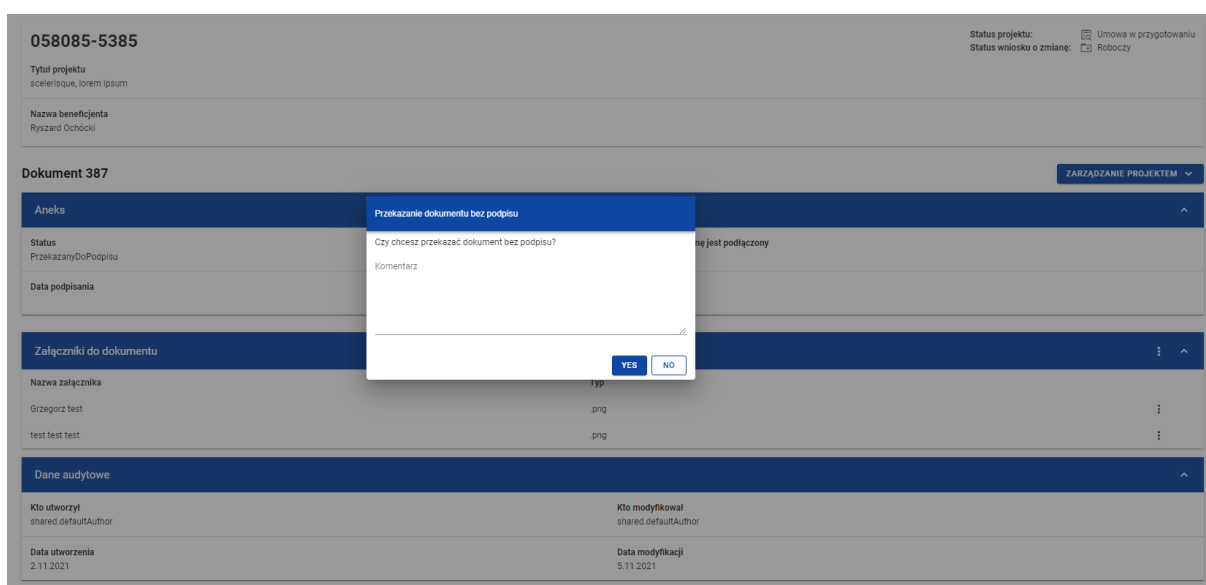 058085-5385
Status projektu: Umowa w przygotowaniu
Status wniosku o zmianę: Roboczy
Tytuł projektu
scelerisque, lorem ipsum
Nazwa beneficjenta
Ryszard Ochócki
Dokument 387
ZARZĄDZANIE PROJEKTEM
Aneks
Przekazanie dokumentu bez podpisu
Czy chcesz przekazać dokument bez podpisu?
Komentarz
YES NO
Status
nę jest podłączony
PrzekazanyDoPodpisu
Data podpisania
Załączniki do dokumentu
Nazwa załącznika Typ
Grzegorz test .png
test test test .png
Dane audytowe
Kto utworzył Kto modyfikował
shared.defaultAuthor shared.defaultAuthor
Data utworzenia Data modyfikacji
2.11.2021 5.11.2021